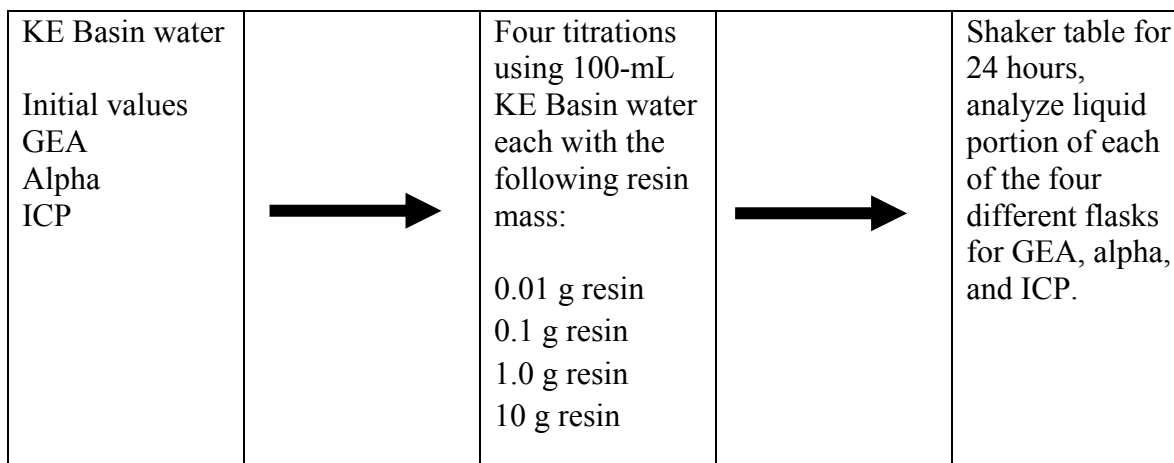 KE Basin water
Initial values
GEA
Alpha
ICP
Four titrations
using 100-mL
KE Basin water
each with the
following resin
mass:
0.01 g resin
0.1 g resin
1.0 g resin
10 g resin
Shaker table for
24 hours,
analyze liquid
portion of each
of the four
different flasks
for GEA, alpha,
and ICP.